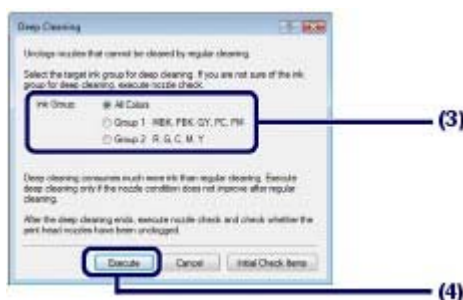 Deep Cleaning
Unclogs nozzles that cannot be cleared by regular cleaning.
Select the target ink group for deep cleaning. If you are not sure of the ink
group for deep cleaning, execute nozzle check.
Ink Group:
All Colors
Group 1 MBK, PBK, GY, PC, PM
Group 2 R, G, C, M, Y
(3)
Deep cleaning consumes much more ink than regular cleaning. Execute
deep cleaning only if the nozzle condition does not improve after regular
cleaning.
After the deep cleaning ends, execute nozzle check and check whether the
print head nozzles have been unclogged.
Execute Cancel Initial Check Items
(4)